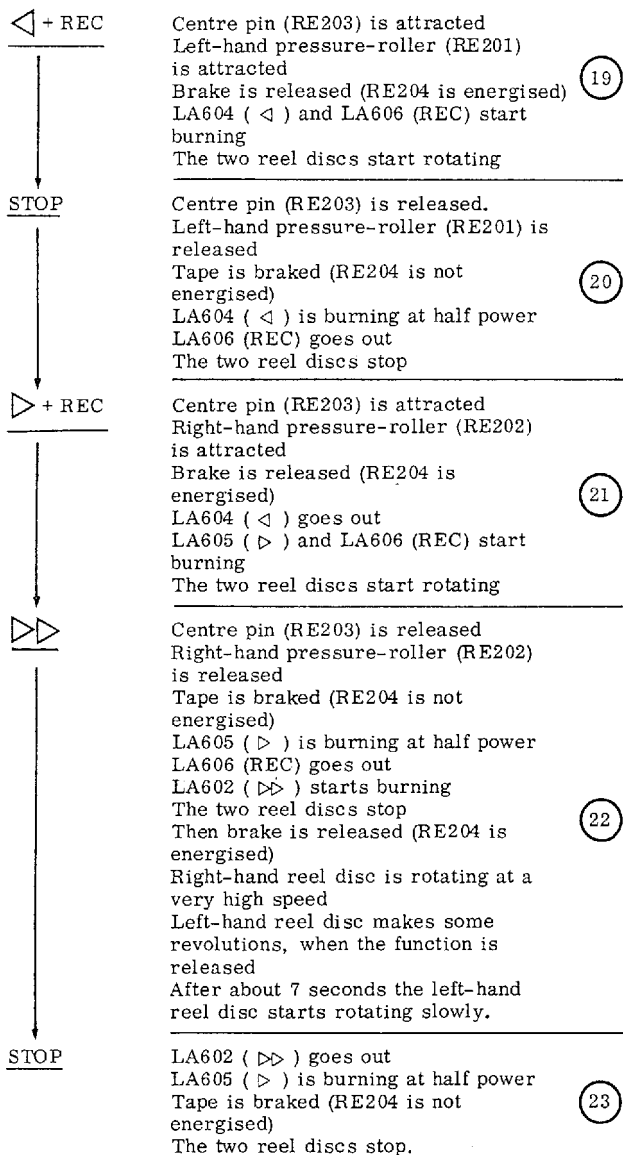 ◁ + REC
Centre pin (RE203) is attracted
Left-hand pressure-roller (RE201)
is attracted
Brake is released (RE204 is energised)
LA604 ( ◁ ) and LA606 (REC) start
burning
The two reel discs start rotating
19
STOP
Centre pin (RE203) is released.
Left-hand pressure-roller (RE201) is
released
Tape is braked (RE204 is not
energised)
LA604 ( ◁ ) is burning at half power
LA606 (REC) goes out
The two reel discs stop
20
▷ + REC
Centre pin (RE203) is attracted
Right-hand pressure-roller (RE202)
is attracted
Brake is released (RE204 is
energised)
LA604 ( ◁ ) goes out
LA605 ( ▷ ) and LA606 (REC) start
burning
The two reel discs start rotating
21
▷▷
Centre pin (RE203) is released
Right-hand pressure-roller (RE202)
is released
Tape is braked (RE204 is not
energised)
LA605 ( ▷ ) is burning at half power
LA606 (REC) goes out
LA602 ( ▷▷ ) starts burning
The two reel discs stop
Then brake is released (RE204 is
energised)
Right-hand reel disc is rotating at a
very high speed
Left-hand reel disc makes some
revolutions, when the function is
released
After about 7 seconds the left-hand
reel disc starts rotating slowly.
22
STOP
LA602 ( ▷▷ ) goes out
LA605 ( ▷ ) is burning at half power
Tape is braked (RE204 is not
energised)
The two reel discs stop.
23